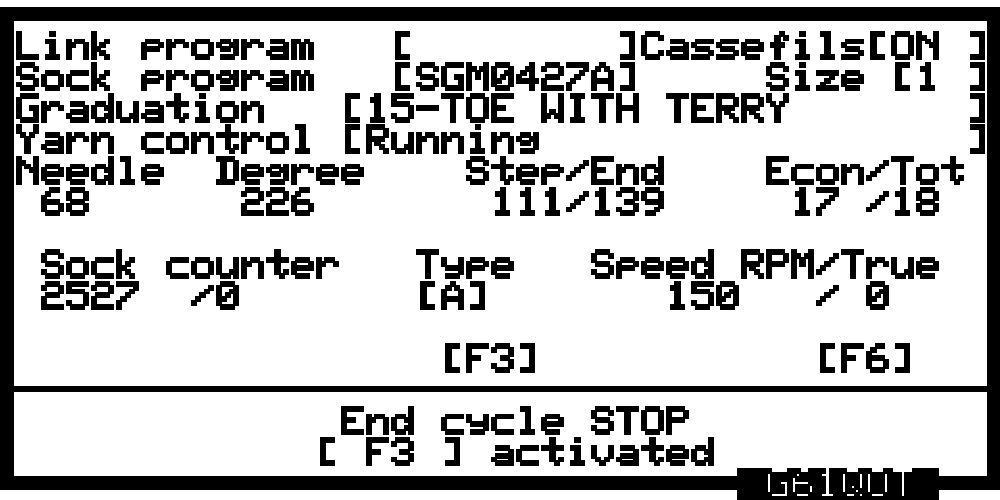 Link program [ ]Cassefils[ON ]
Sock program [SGM0427A] Size [1 ]
Graduation [15-TOE WITH TERRY ]
Yarn control [Running ]
Needle Degree Step/End Econ/Tot
68 226 111/139 17 /18
Sock counter Type Speed RPM/True
2527 /0 [A] 150 / 0
[F3] [F6]
End cycle STOP
[ F3 ] activated